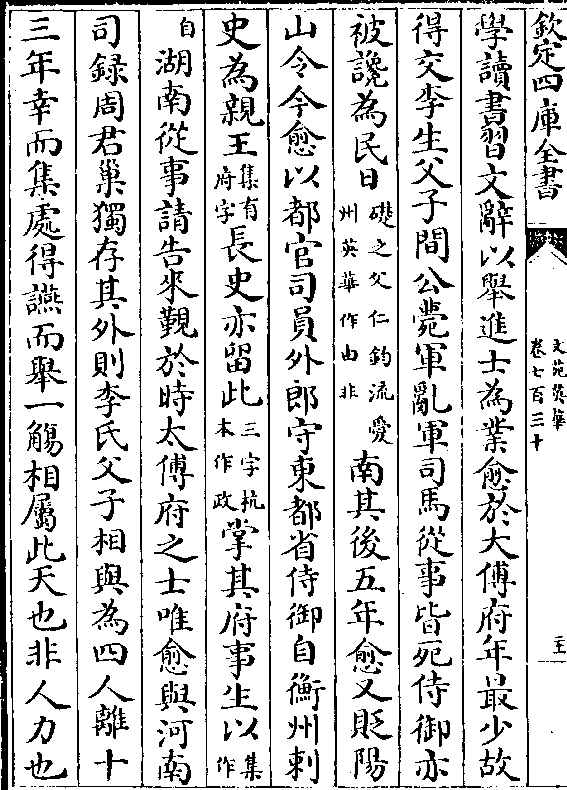 欽定四庫全書
文苑英華
卷七百三十
主
學讀書習文辭以舉進士為業愈於大傅府年最少故
得交李生父子間公薨軍亂軍司馬從事皆死侍御亦
被讒為民日礎之父仁鈞流愛州英華作由非南其後五年愈又貶陽
山令今愈以都官司員外郎守東都省侍御自衡州刺
史為親王集有府字長史亦留此三字杭本作政掌其府事生以集作
自湖南從事請告來覲於時太傅府之士唯愈與河南
司録周君巢獨存其外則李氏父子相與為四人離十
三年幸而集處得讌而舉一觴相屬此天也非人力也